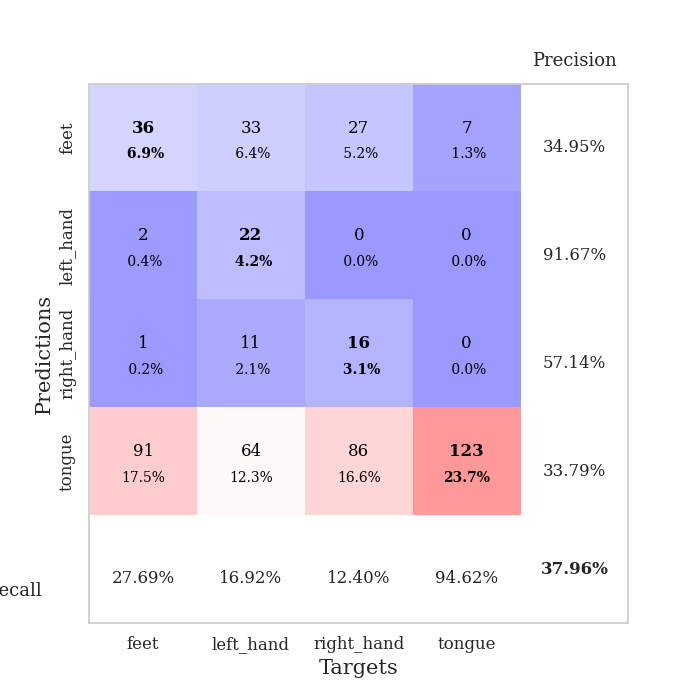 Precision
feet 36 33 27 7 34.95%
6.9% 6.4% 5.2% 1.3%
left_hand 2 22 0 0 91.67%
0.4% 4.2% 0.0% 0.0%
right_hand 1 11 16 0 57.14%
0.2% 2.1% 3.1% 0.0%
tongue 91 64 86 123 33.79%
17.5% 12.3% 16.6% 23.7%
Predictions
ecall 27.69% 16.92% 12.40% 94.62% 37.96%
feet left_hand right_hand tongue
Targets